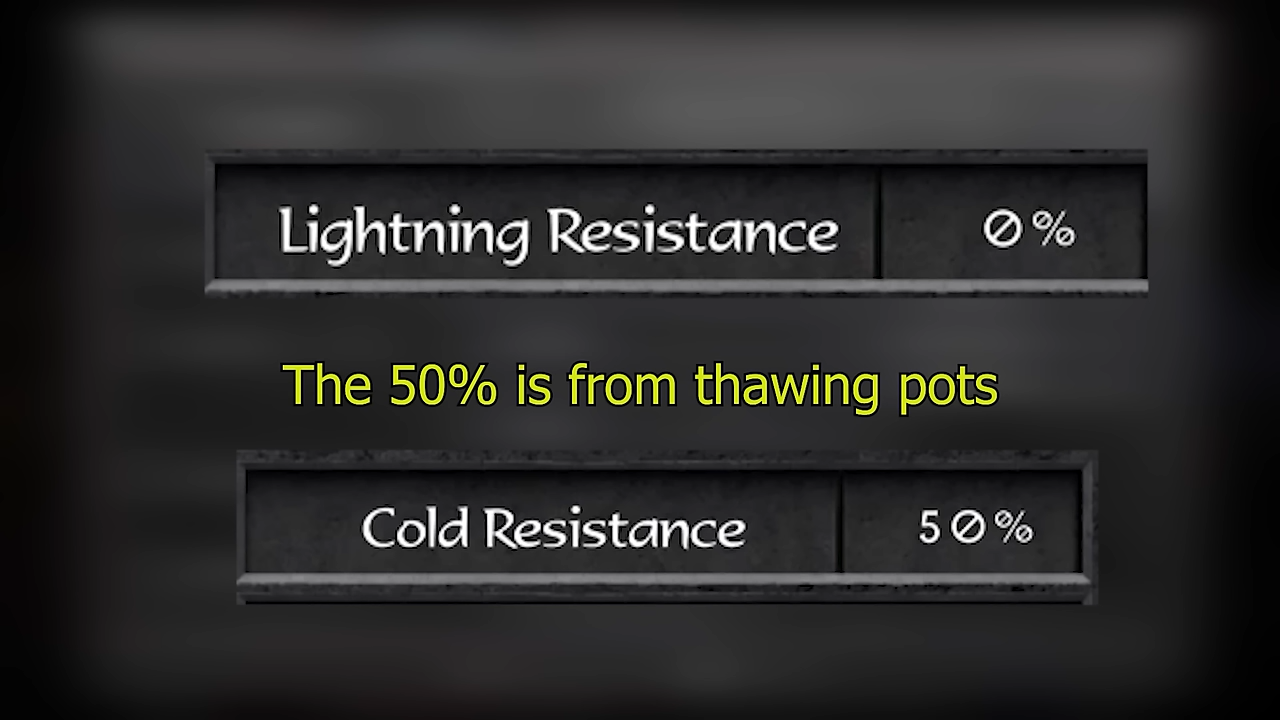 Lightning Resistance 0%
The 50% is from thawing pots
Cold Resistance 50%